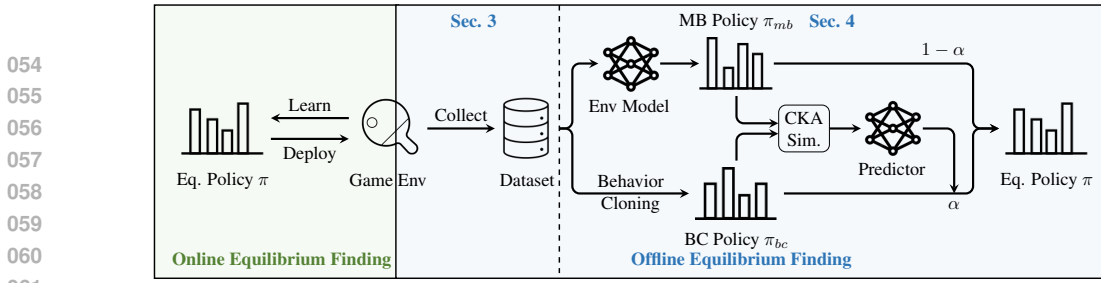 054
055
056
057
058
059
060
Sec. 3
MB Policy π_mb Sec. 4
1 − α
Learn
Deploy
Eq. Policy π
Game Env
Collect
Dataset
Env Model
CKA
Sim.
Predictor
Behavior
Cloning
BC Policy π_bc
α
Eq. Policy π
Online Equilibrium Finding
Offline Equilibrium Finding